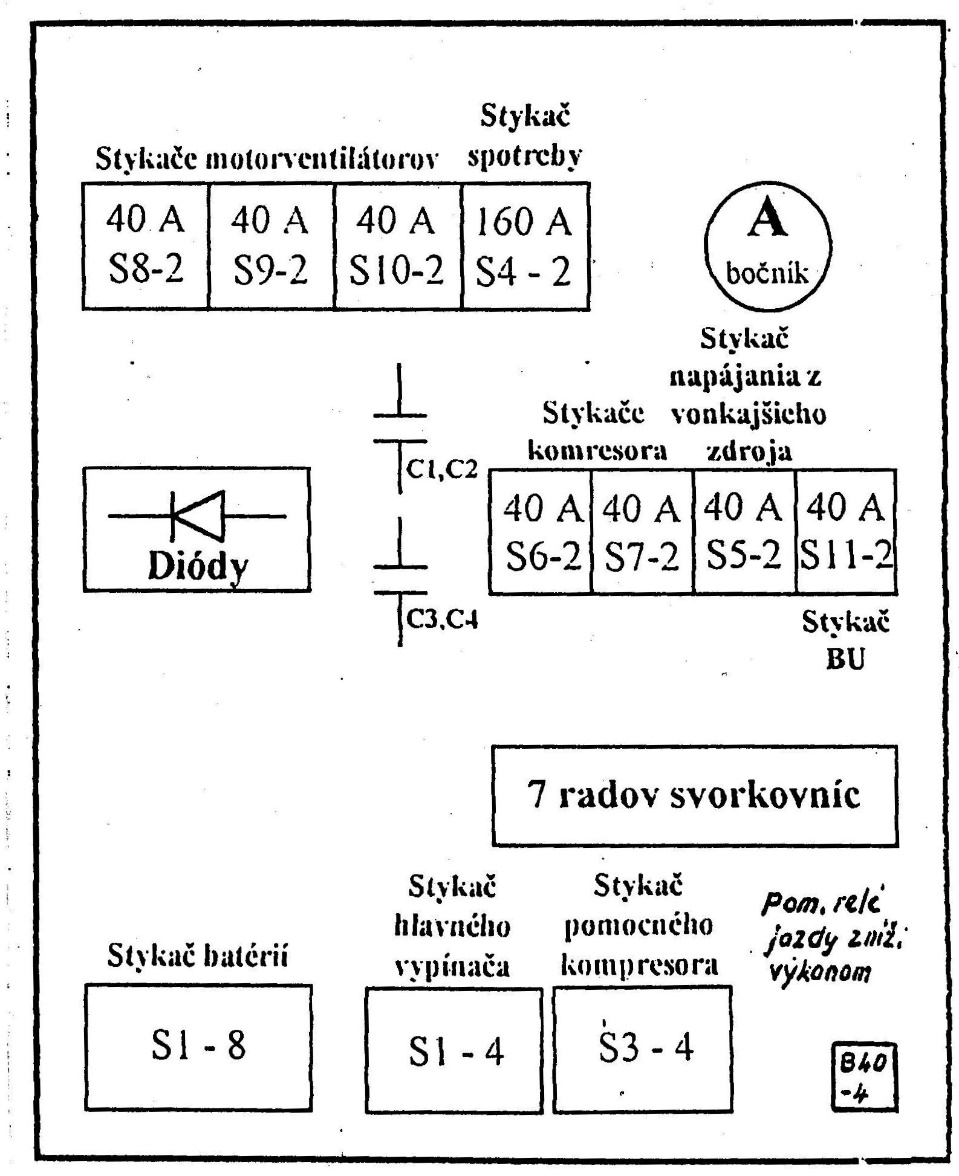 Stykač
Stykače motorventilátorov spotreby
40 A 40 A 40 A 160 A
S8-2 S9-2 S10-2 S4 - 2
A
bočník
Stykač
napájania z
Stykače vonkajšieho
komresora zdroja
C1,C2
40 A 40 A 40 A 40 A
S6-2 S7-2 S5-2 S11-2
Diódy
C3,C4
Stykač
BU
7 radov svorkovníc
Stykač batérií
S1 - 8
Stykač
hlavného
vypínača
S1 - 4
Stykač
pomocného
kompresora
S3 - 4
Pom. relé
jazdy zníž.
výkonom
B40
-4